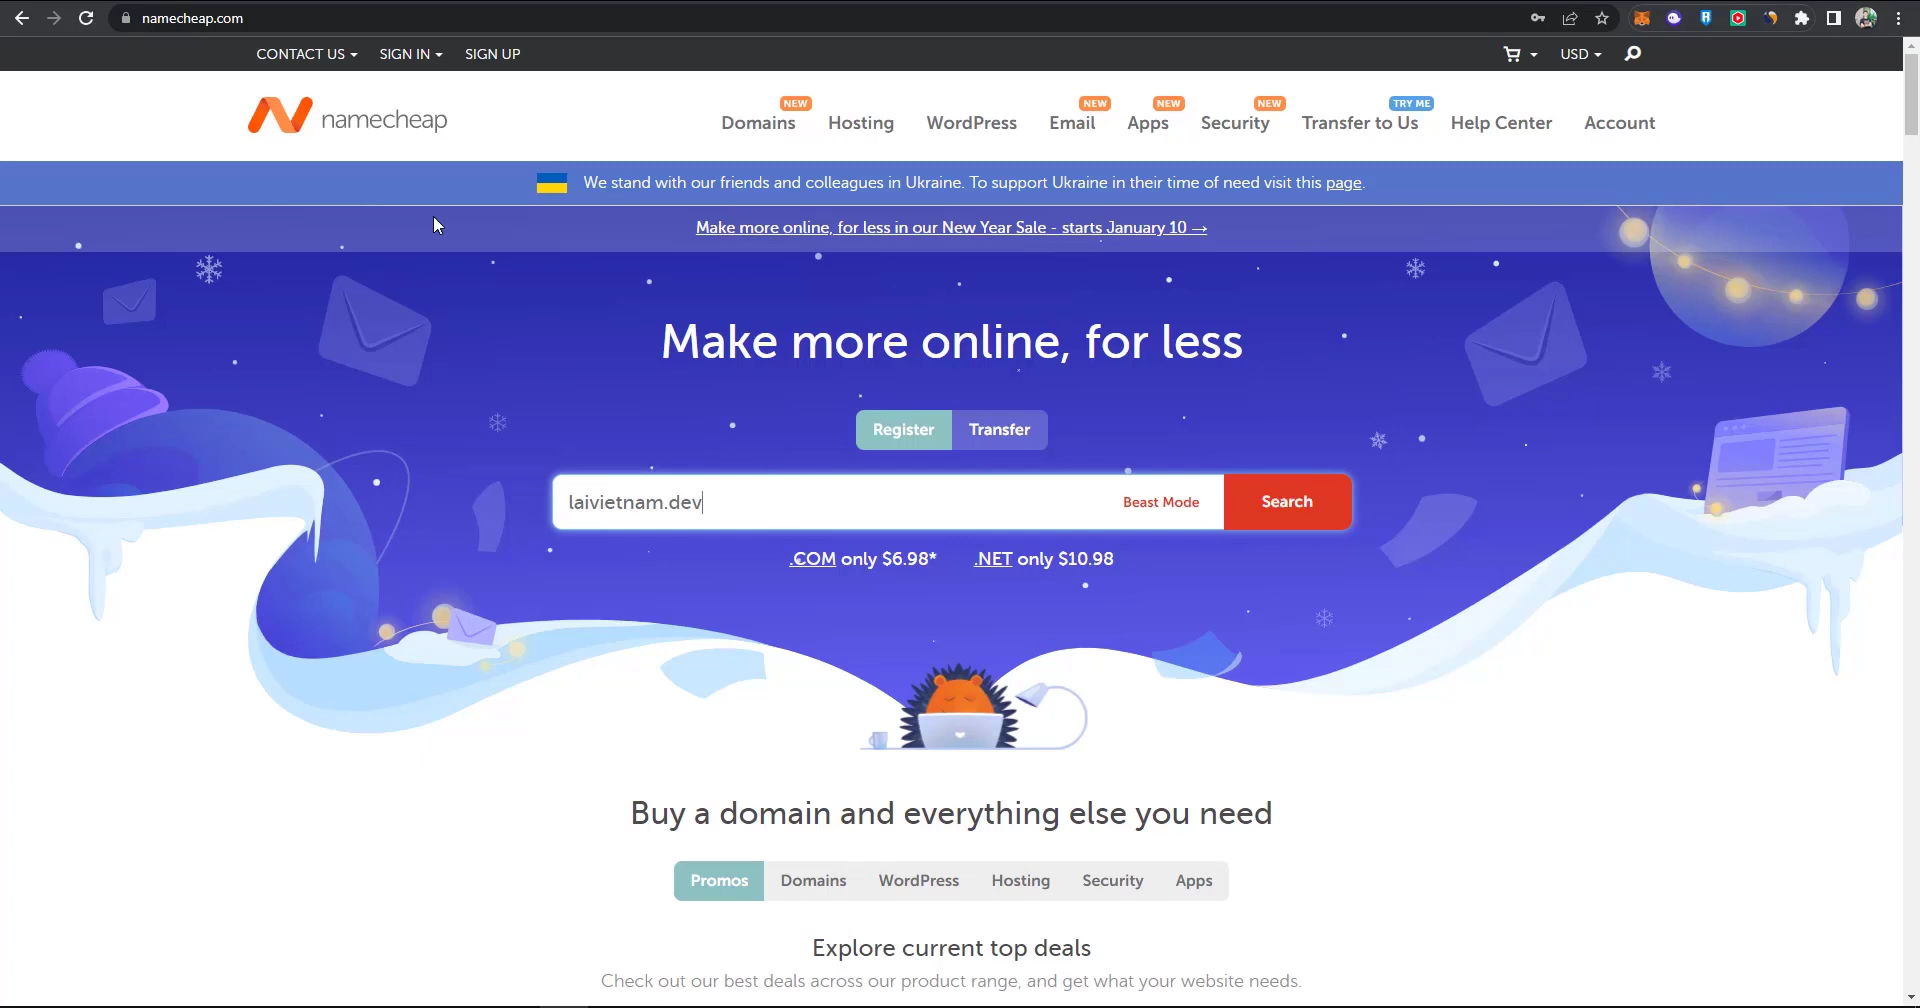 namecheap.com
CONTACT US SIGN IN SIGN UP USD
namecheap
NEW NEW NEW NEW TRY ME
Domains Hosting WordPress Email Apps Security Transfer to Us Help Center Account
We stand with our friends and colleagues in Ukraine. To support Ukraine in their time of need visit this page.
Make more online, for less in our New Year Sale - starts January 10 →
Make more online, for less
Register Transfer
laivietnam.dev Beast Mode Search
.COM only $6.98* .NET only $10.98
Buy a domain and everything else you need
Promos Domains WordPress Hosting Security Apps
Explore current top deals
Check out our best deals across our product range, and get what your website needs.